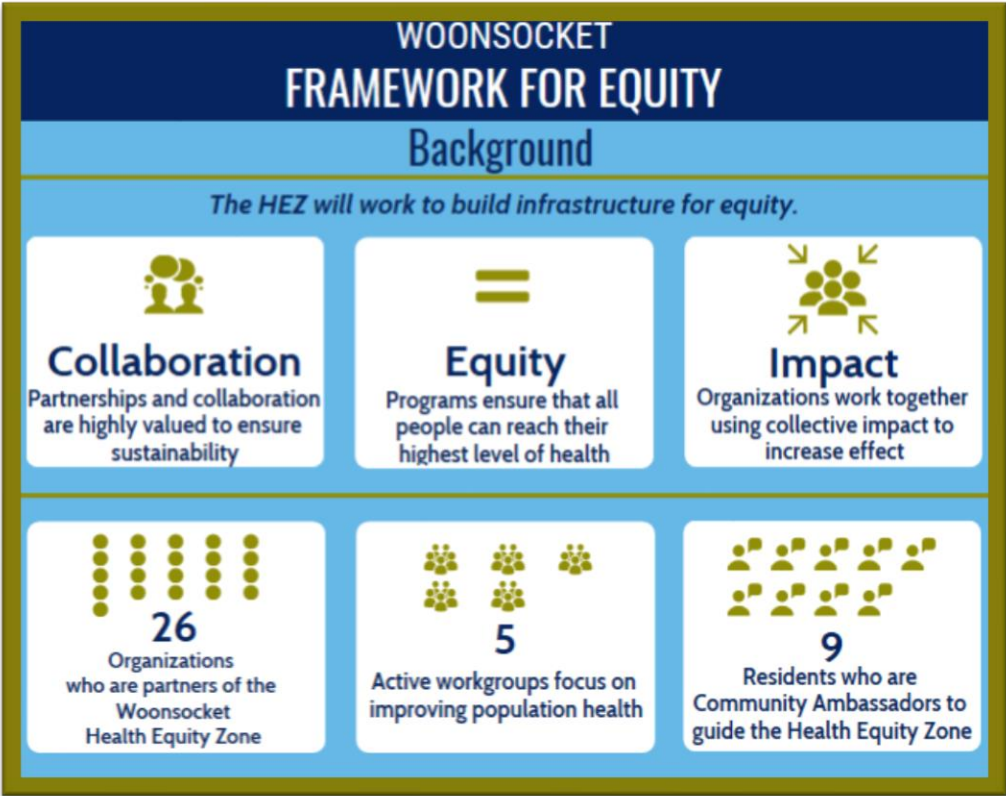 WOONSOCKET
FRAMEWORK FOR EQUITY
Background
The HEZ will work to build infrastructure for equity.
Collaboration
Partnerships and collaboration
are highly valued to ensure
sustainability
Equity
Programs ensure that all
people can reach their
highest level of health
Impact
Organizations work together
using collective impact to
increase effect
26
Organizations
who are partners of the
Woonsocket
Health Equity Zone
5
Active workgroups focus on
improving population health
9
Residents who are
Community Ambassadors to
guide the Health Equity Zone